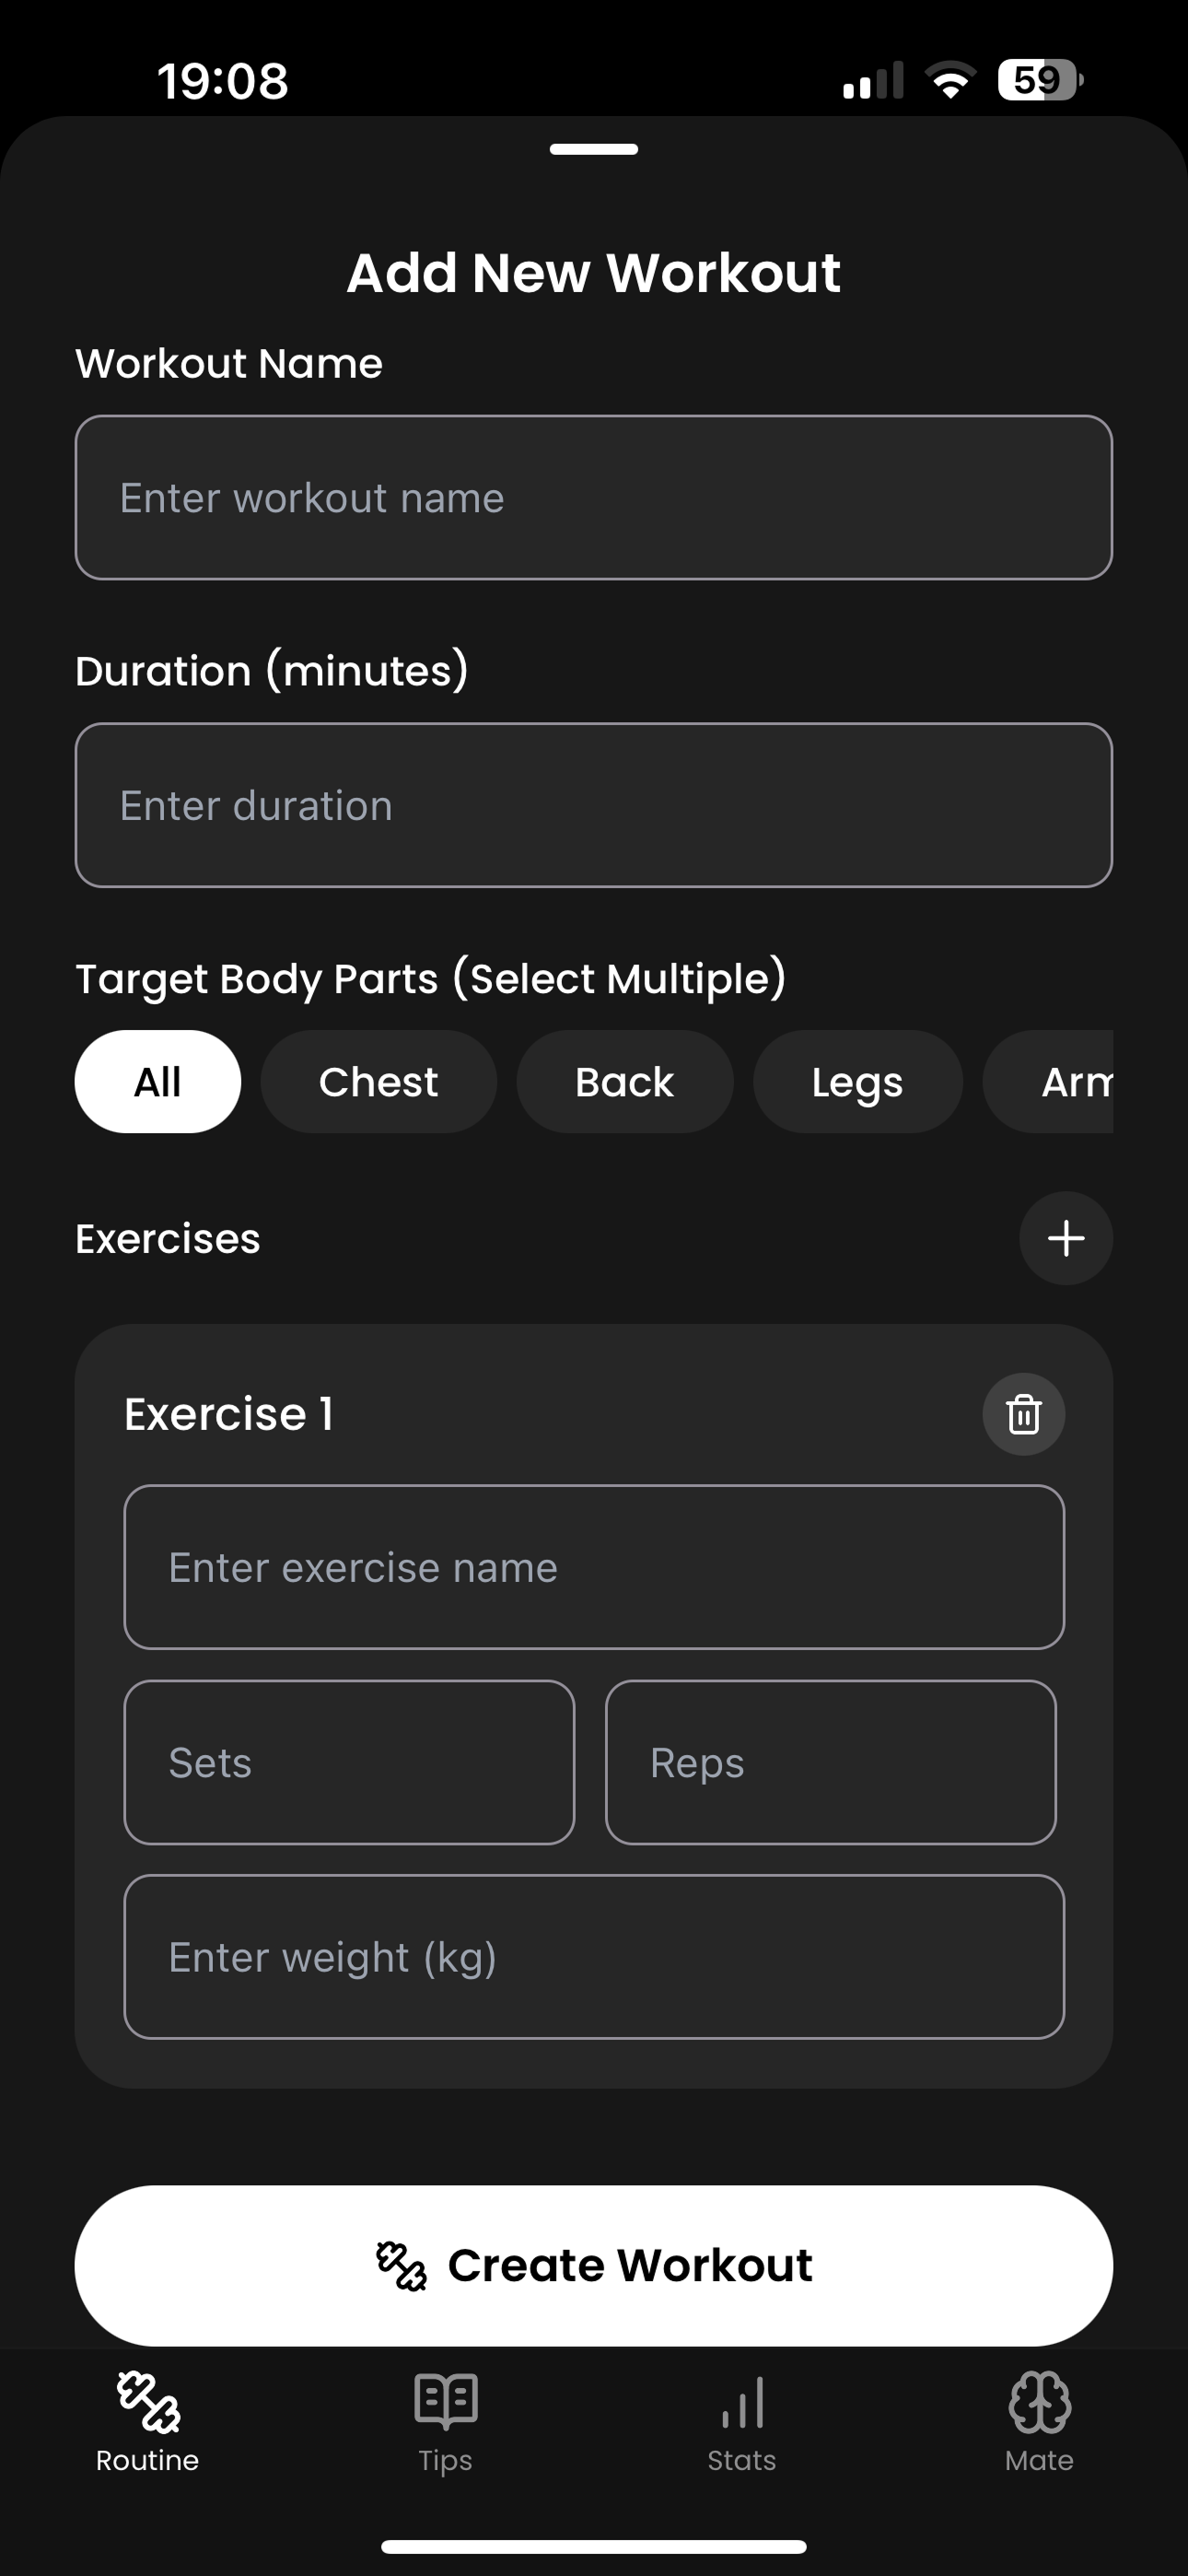 19:08
59
Add New Workout
Workout Name
Enter workout name
Duration (minutes)
Enter duration
Target Body Parts (Select Multiple)
All Chest Back Legs Arm
Exercises
Exercise 1
Enter exercise name
Sets Reps
Enter weight (kg)
Create Workout
Routine Tips Stats Mate